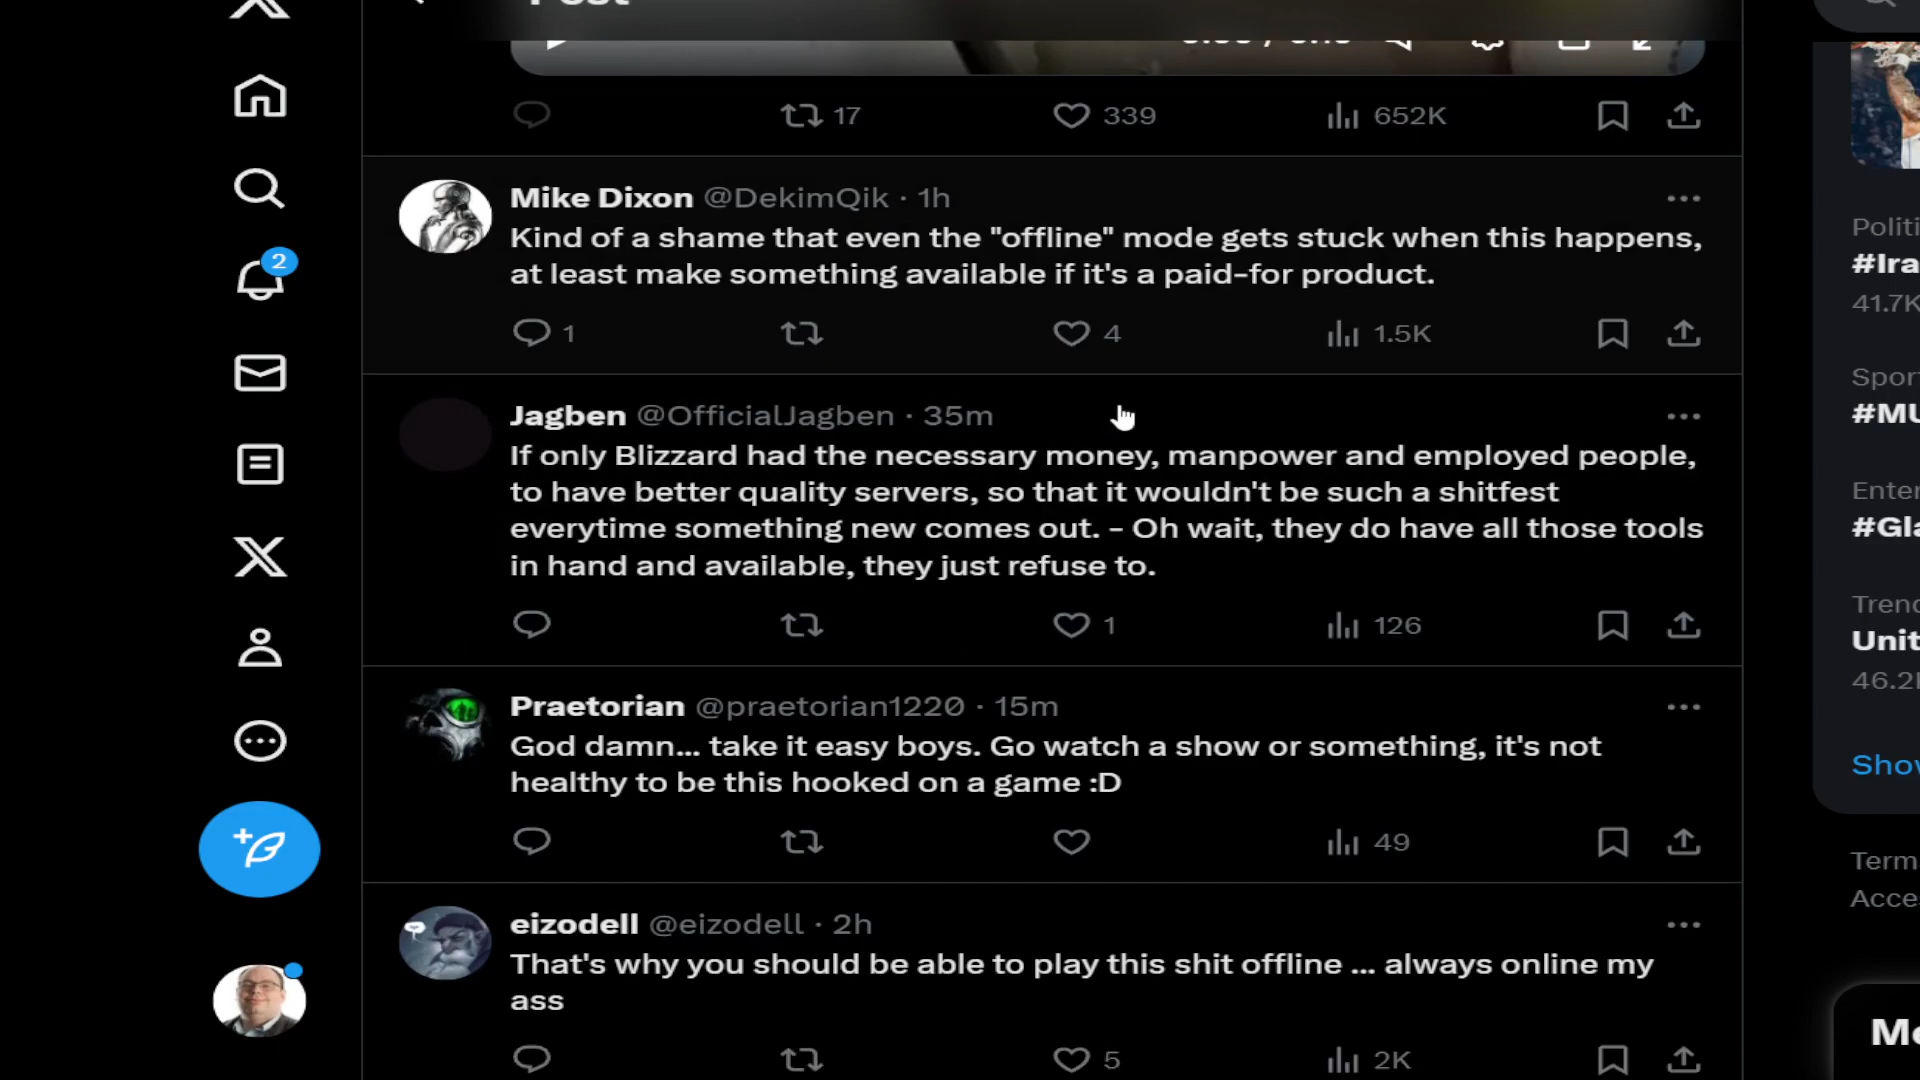 Post
17
339
652K
Mike Dixon @DekimQik · 1h
Kind of a shame that even the "offline" mode gets stuck when this happens,
at least make something available if it's a paid-for product.
1
4
1.5K
Jagben @OfficialJagben · 35m
If only Blizzard had the necessary money, manpower and employed people,
to have better quality servers, so that it wouldn't be such a shitfest
everytime something new comes out. - Oh wait, they do have all those tools
in hand and available, they just refuse to.
1
126
Praetorian @praetorian1220 · 15m
God damn... take it easy boys. Go watch a show or something, it's not
healthy to be this hooked on a game :D
49
eizodell @eizodell · 2h
That's why you should be able to play this shit offline ... always online my
ass
5
2K
2
Politi
#Ira
41.7K
Sport
#MU
Enter
#Gla
Trend
Unit
46.2K
Show
Term
Acce
Me